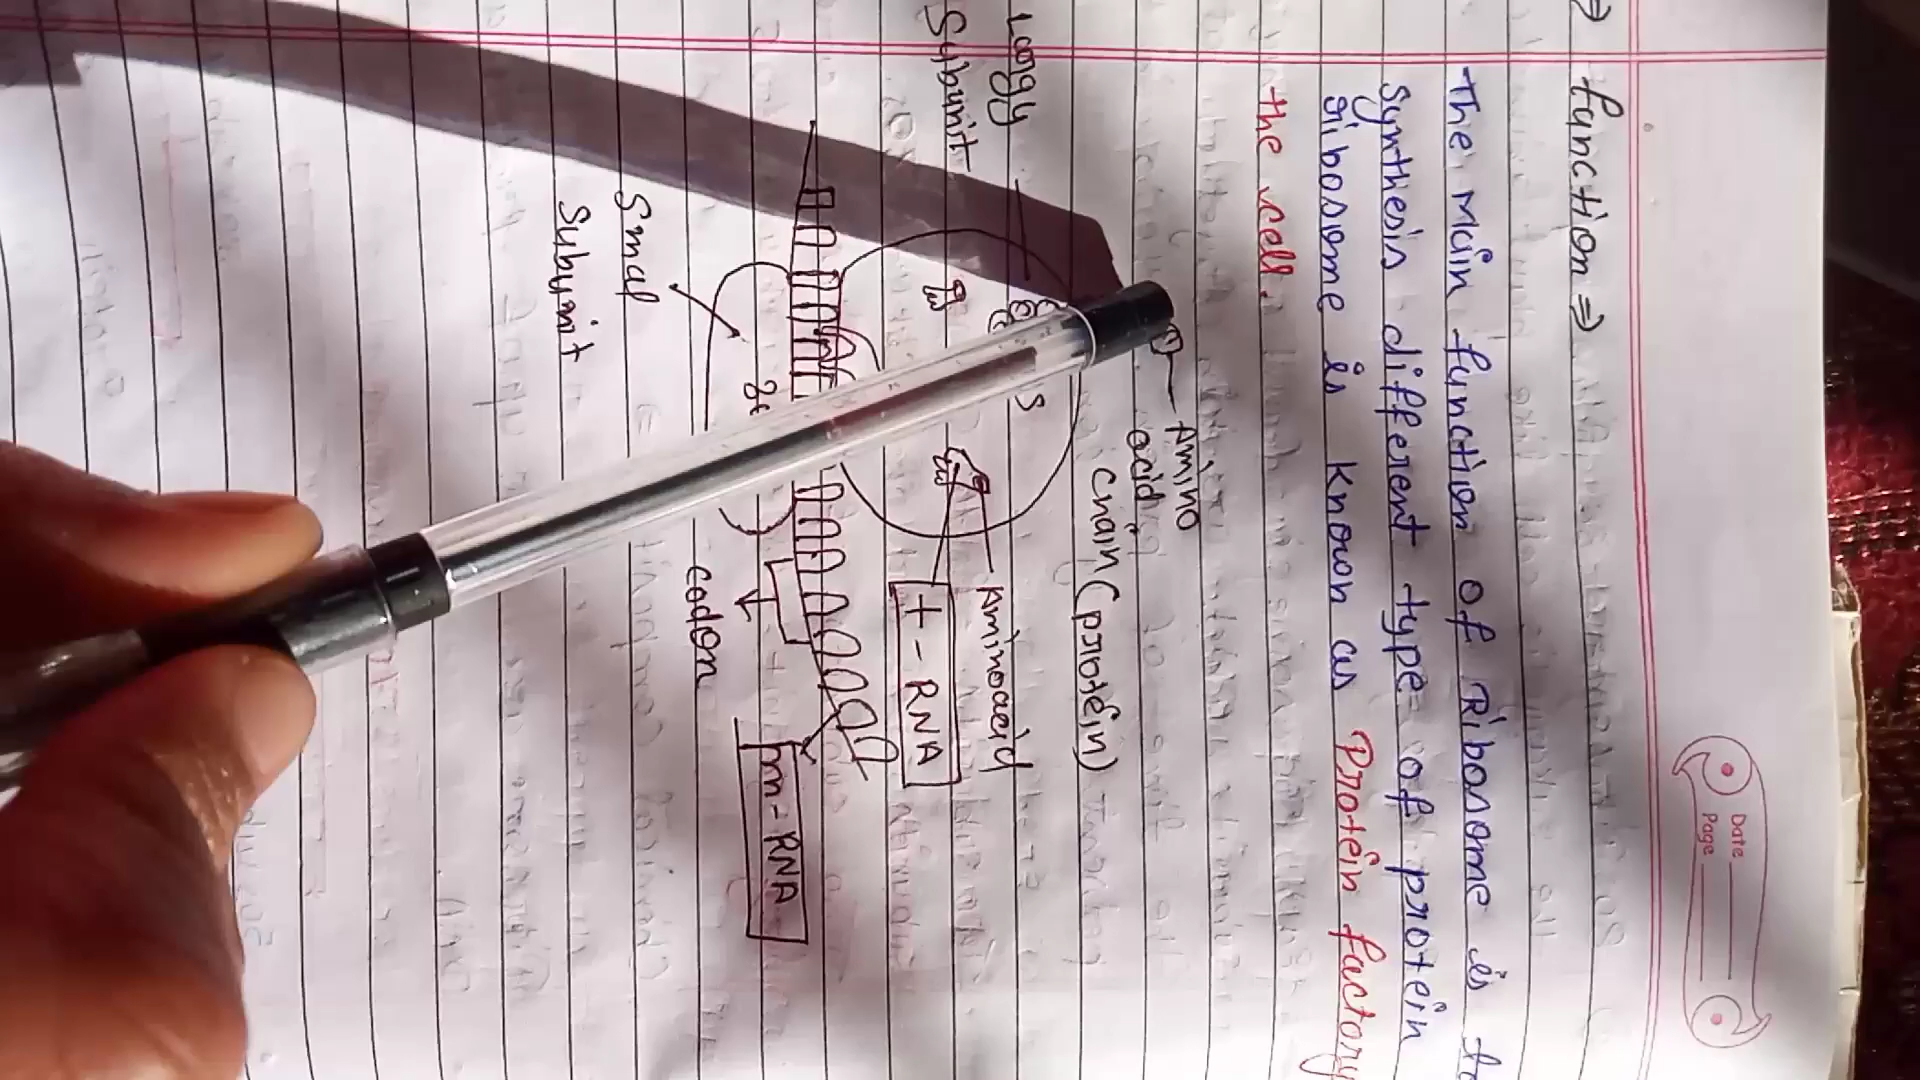 Date
Page
⇒ function ⇒
The main function of Ribosome is to
synthesis different type of protein
ribosome is known as Protein factory
the cell.
Amino
acid
chain (protein)
Subunit
Aminoacid
t-RNA
m-RNA
codon
Smal
Subunit